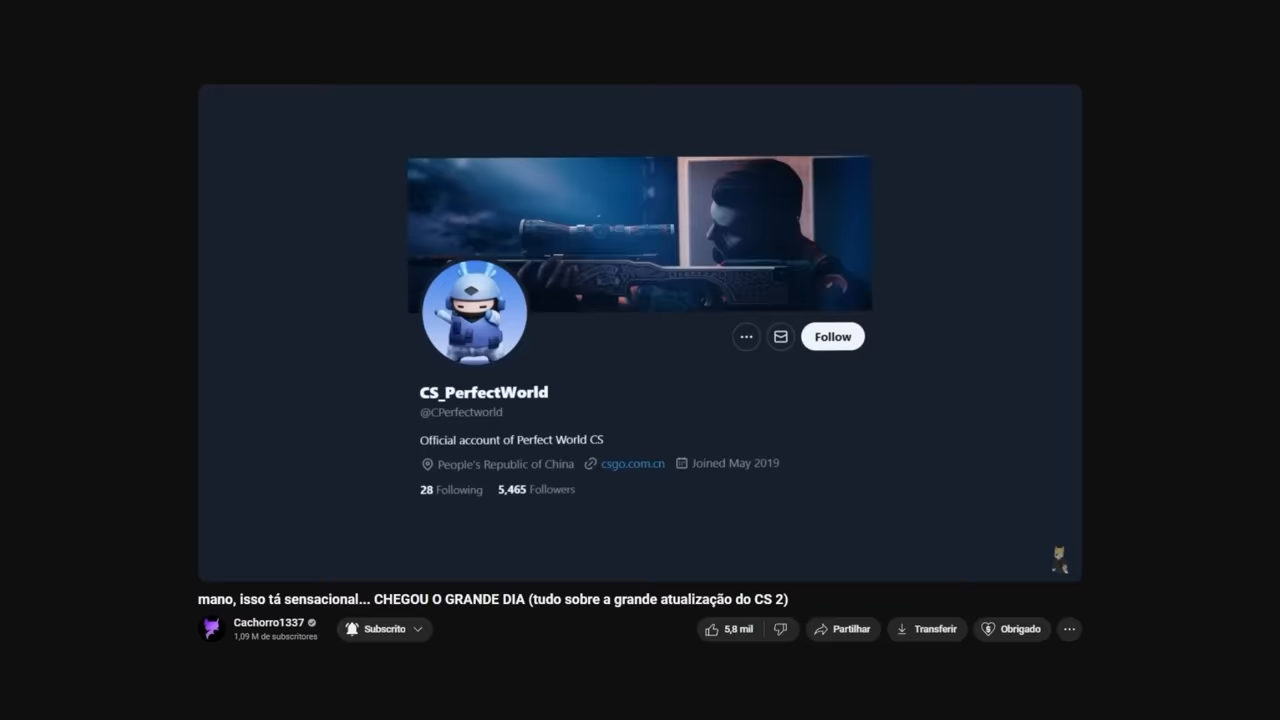 Follow
CS_PerfectWorld
@CPerfectworld
Official account of Perfect World CS
People's Republic of China csgo.com.cn Joined May 2019
28 Following 5,465 Followers
mano, isso tá sensacional... CHEGOU O GRANDE DIA (tudo sobre a grande atualização do CS 2)
Cachorro1337
1,09 M de subscritores
Subscrito
5,8 mil
Partilhar
Transferir
Obrigado